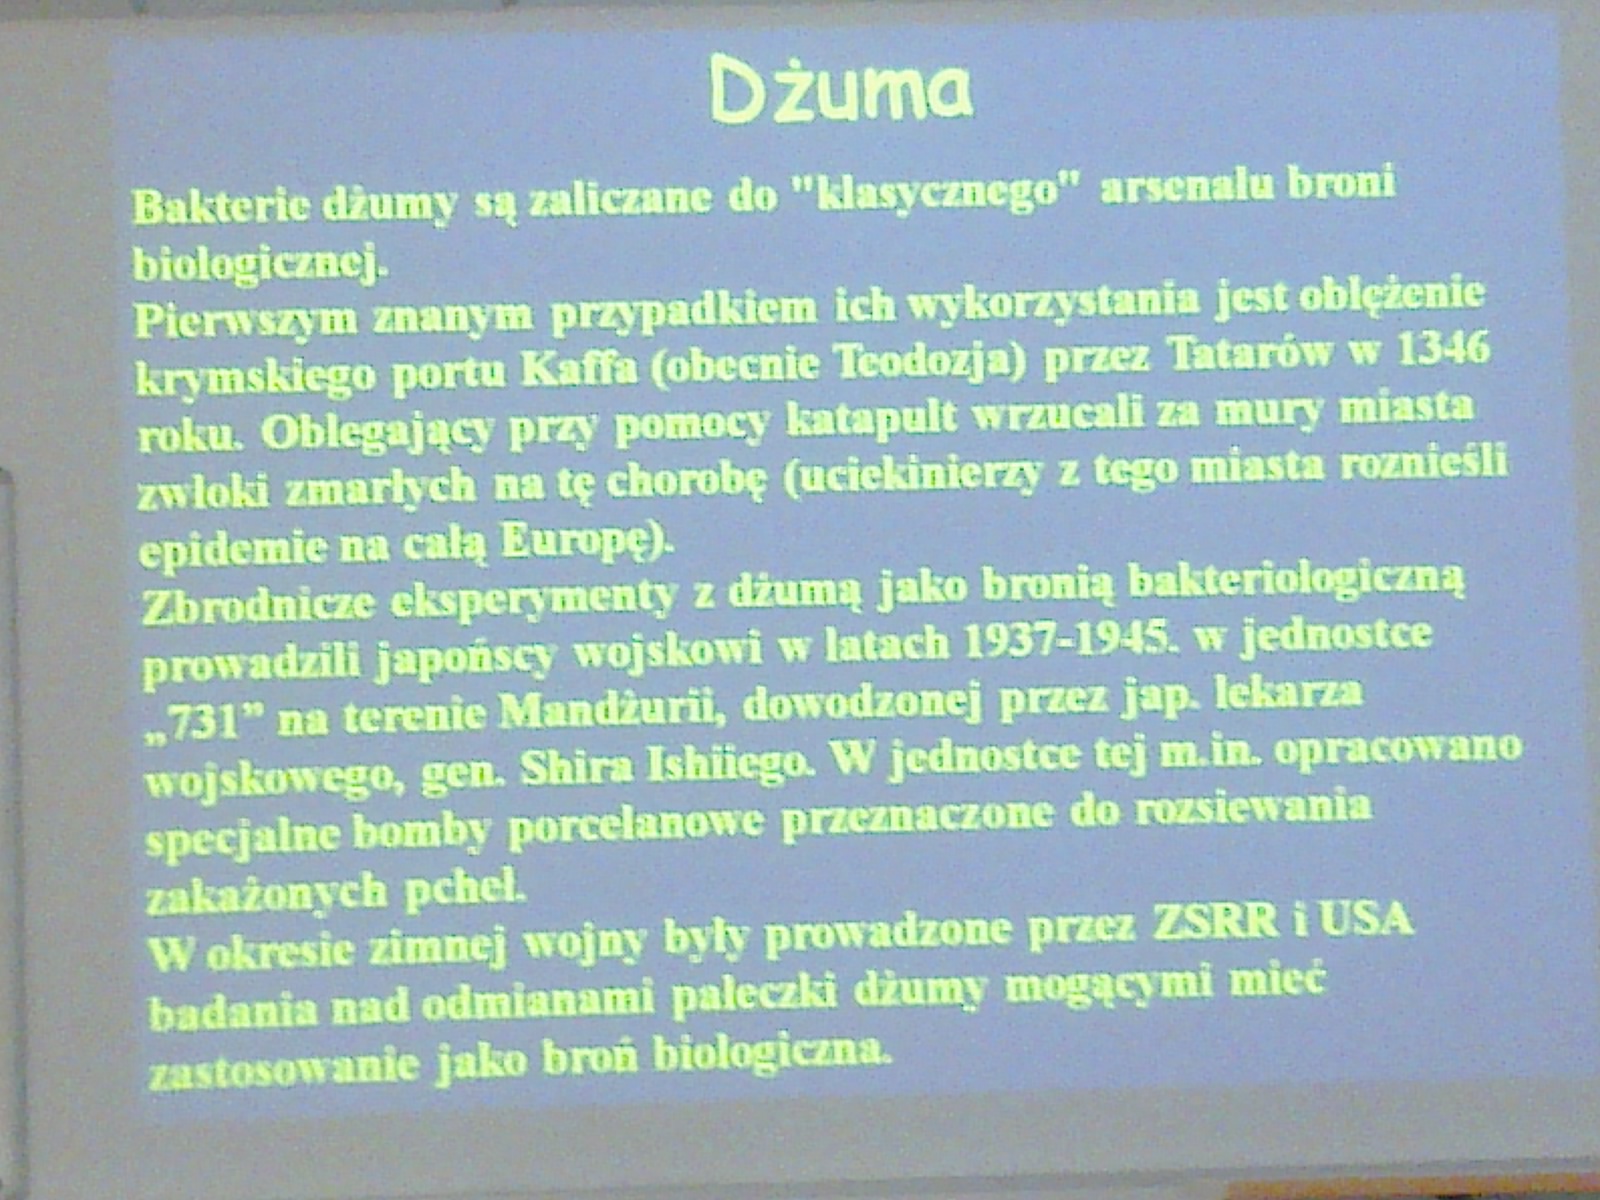 Dżuma
Bakterie dżumy są zaliczane do "klasycznego" arsenału broni
biologicznej.
Pierwszym znanym przypadkiem ich wykorzystania jest oblężenie
krymskiego portu Kaffa (obecnie Teodozja) przez Tatarów w 1346
roku. Oblegający przy pomocy katapult wrzucali za mury miasta
zwłoki zmarłych na tę chorobę (uciekinierzy z tego miasta roznieśli
epidemie na całą Europę).
Zbrodnicze eksperymenty z dżumą jako bronią bakteriologiczną
prowadzili japońscy wojskowi w latach 1937-1945. w jednostce
„731” na terenie Mandżurii, dowodzonej przez jap. lekarza
wojskowego, gen. Shira Ishiiego. W jednostce tej m.in. opracowano
specjalne bomby porcelanowe przeznaczone do rozsiewania
zakażonych pcheł.
W okresie zimnej wojny były prowadzone przez ZSRR i USA
badania nad odmianami pałeczki dżumy mogącymi mieć
zastosowanie jako broń biologiczna.